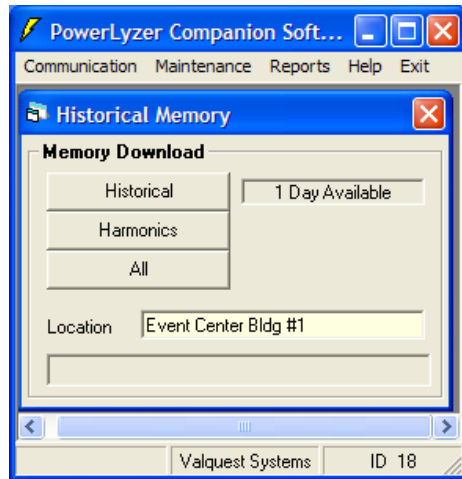 PowerLyzer Companion Soft...
Communication Maintenance Reports Help Exit
Historical Memory
Memory Download
Historical 1 Day Available
Harmonics
All
Location Event Center Bldg #1
Valquest Systems ID 18